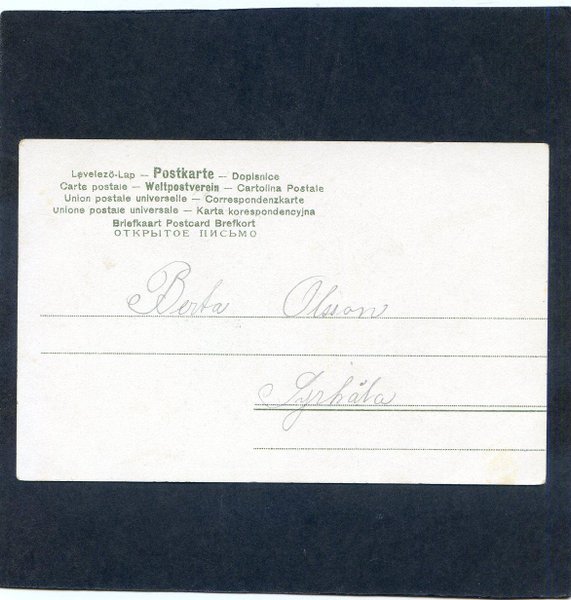 Levelezö-Lap — Postkarte — Dopisnice
Carte postale — Weltpostverein — Cartolina Postale
Union postale universelle — Correspondenzkarte
unione postale universale — Karta korespondencyjna
Briefkaart Postcard Brefkort
ОТКРЫТОЕ ПИСЬМО
Berta Olsson